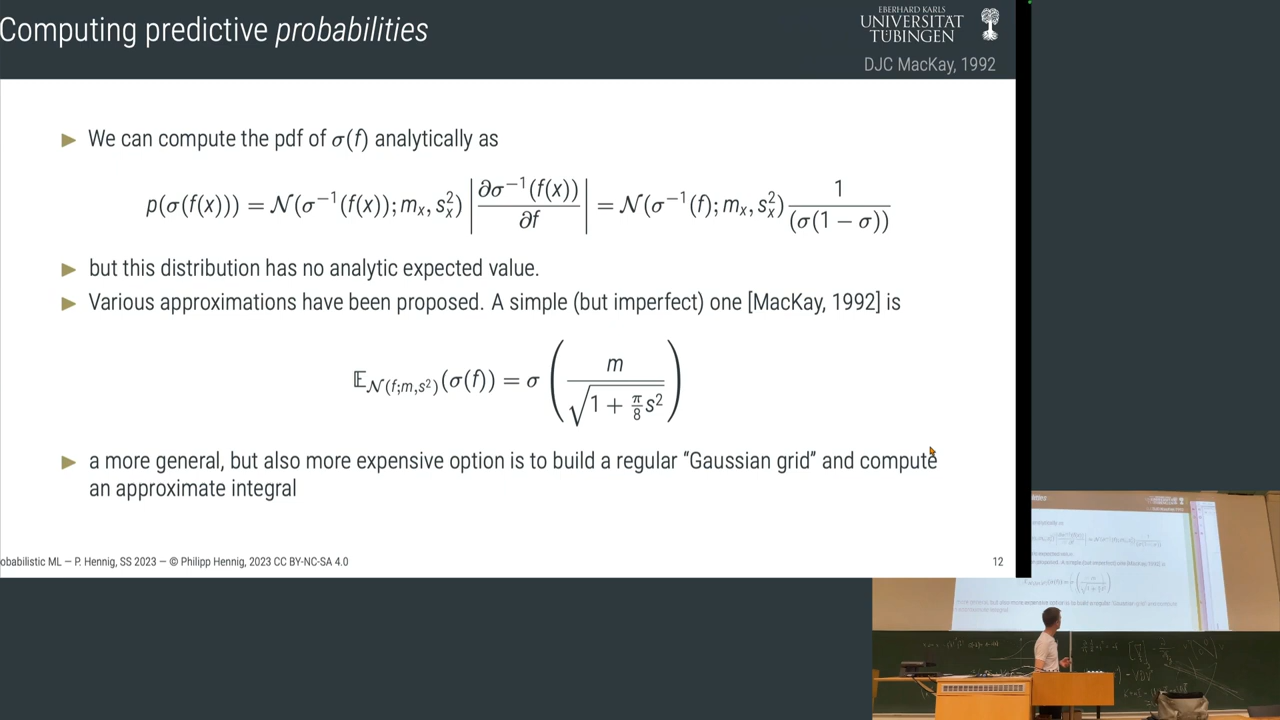 Computing predictive probabilities
EBERHARD KARLS
UNIVERSITÄT
TÜBINGEN
DJC MacKay, 1992
► We can compute the pdf of σ(f) analytically as
p(σ(f(x))) = 𝒩(σ⁻¹(f(x)); mₓ, sₓ²) |∂σ⁻¹(f(x))/∂f| = 𝒩(σ⁻¹(f); mₓ, sₓ²) 1/(σ(1 − σ))
► but this distribution has no analytic expected value.
► Various approximations have been proposed. A simple (but imperfect) one [MacKay, 1992] is
𝔼_𝒩(f;m,s²)(σ(f)) = σ(m/√(1 + π/8 s²))
► a more general, but also more expensive option is to build a regular “Gaussian grid” and compute
an approximate integral
obabilistic ML — P. Hennig, SS 2023 — © Philipp Hennig, 2023 CC BY-NC-SA 4.0
12